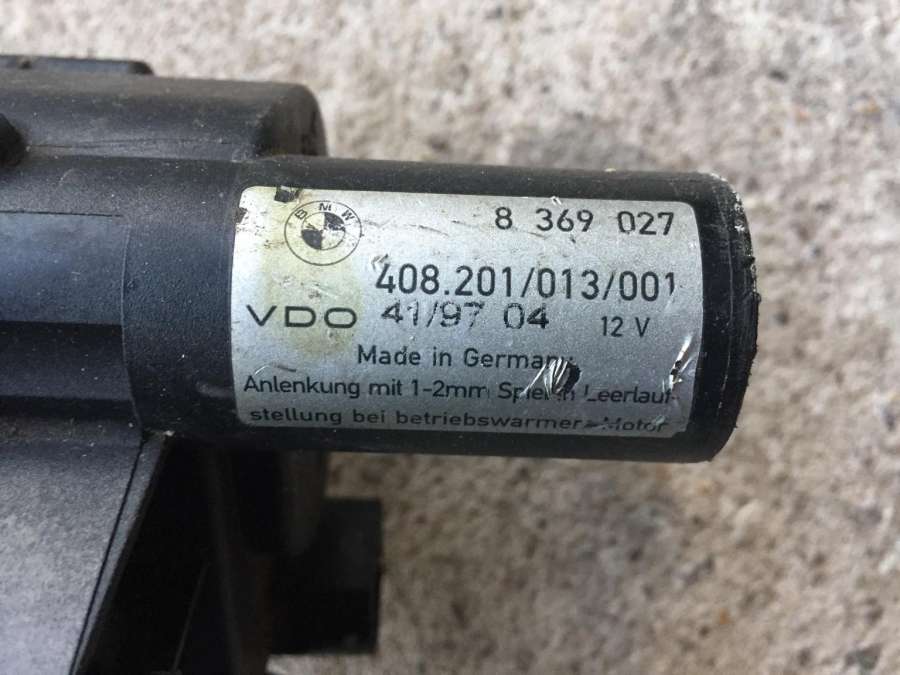 BMW
8 369 027
408.201/013/001
VDO 41/97 04 12 V
Made in Germany
Anlenkung mit 1-2mm Leerlauf-
stellung bei betriebswarmer Motor